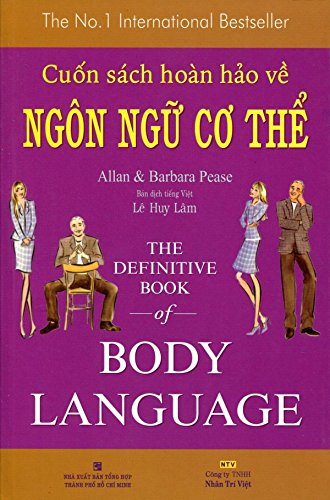 The No.1 International Bestseller
Cuốn sách hoàn hảo về
NGÔN NGỮ CƠ THỂ
Allan & Barbara Pease
Bản dịch tiếng Việt
Lê Huy Lâm
THE
DEFINITIVE
BOOK
of
BODY
LANGUAGE
NHÀ XUẤT BẢN TỔNG HỢP
THÀNH PHỐ HỒ CHÍ MINH
NTV
Công ty TNHH
Nhân Trí Việt